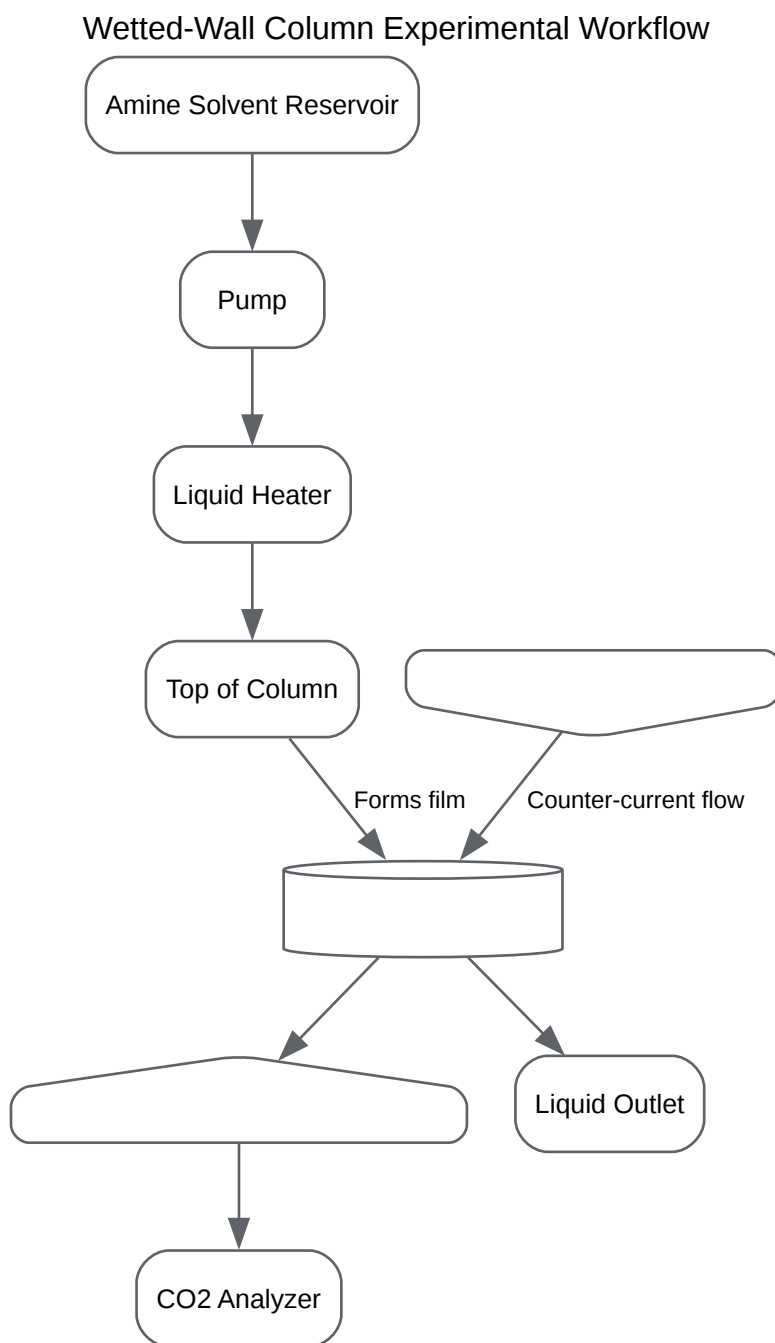 Wetted-Wall Column Experimental Workflow
Amine Solvent Reservoir
Pump
Liquid Heater
Top of Column
Forms film
Counter-current flow
Liquid Outlet
CO2 Analyzer